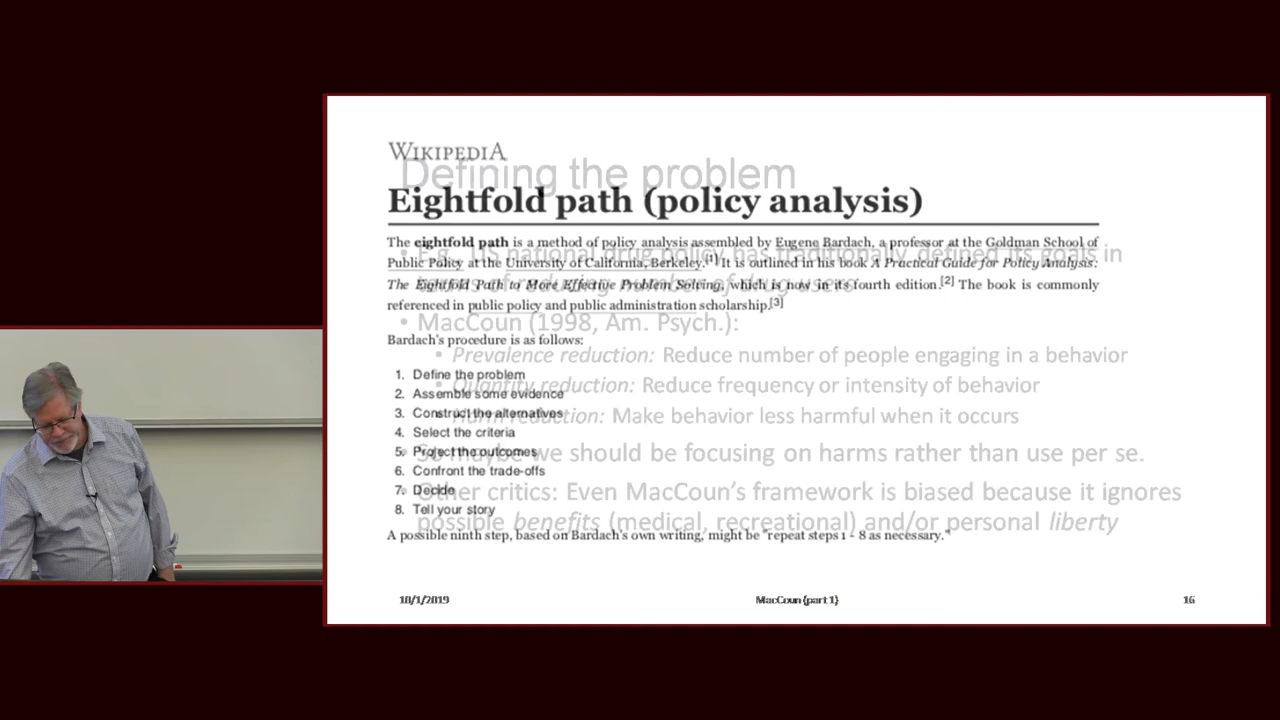 WIKIPEDIA
Defining the problem
Eightfold path (policy analysis)
The eightfold path is a method of policy analysis assembled by Eugene Bardach, a professor at the Goldman School of
Public Policy at the University of California, Berkeley.[1] It is outlined in his book A Practical Guide for Policy Analysis:
The Eightfold Path to More Effective Problem Solving, which is now in its fourth edition.[2] The book is commonly
referenced in public policy and public administration scholarship.[3]
• E.g., US national drug policy has traditionally defined its goals in
terms of reducing number of drug users
• MacCoun (1998, Am. Psych.):
Bardach's procedure is as follows:
▪ Prevalence reduction: Reduce number of people engaging in a behavior
1. Define the problem
▪ Quantity reduction: Reduce frequency or intensity of behavior
2. Assemble some evidence
reduction: Make behavior less harmful when it occurs
3. Construct the alternatives
4. Select the criteria
So maybe we should be focusing on harms rather than use per se.
5. Project the outcomes
6. Confront the trade-offs
Other critics: Even MacCoun's framework is biased because it ignores
possible benefits (medical, recreational) and/or personal liberty
7. Decide
8. Tell your story
A possible ninth step, based on Bardach's own writing, might be "repeat steps 1 - 8 as necessary."
10/1/2019
MacCoun (part 1)
16